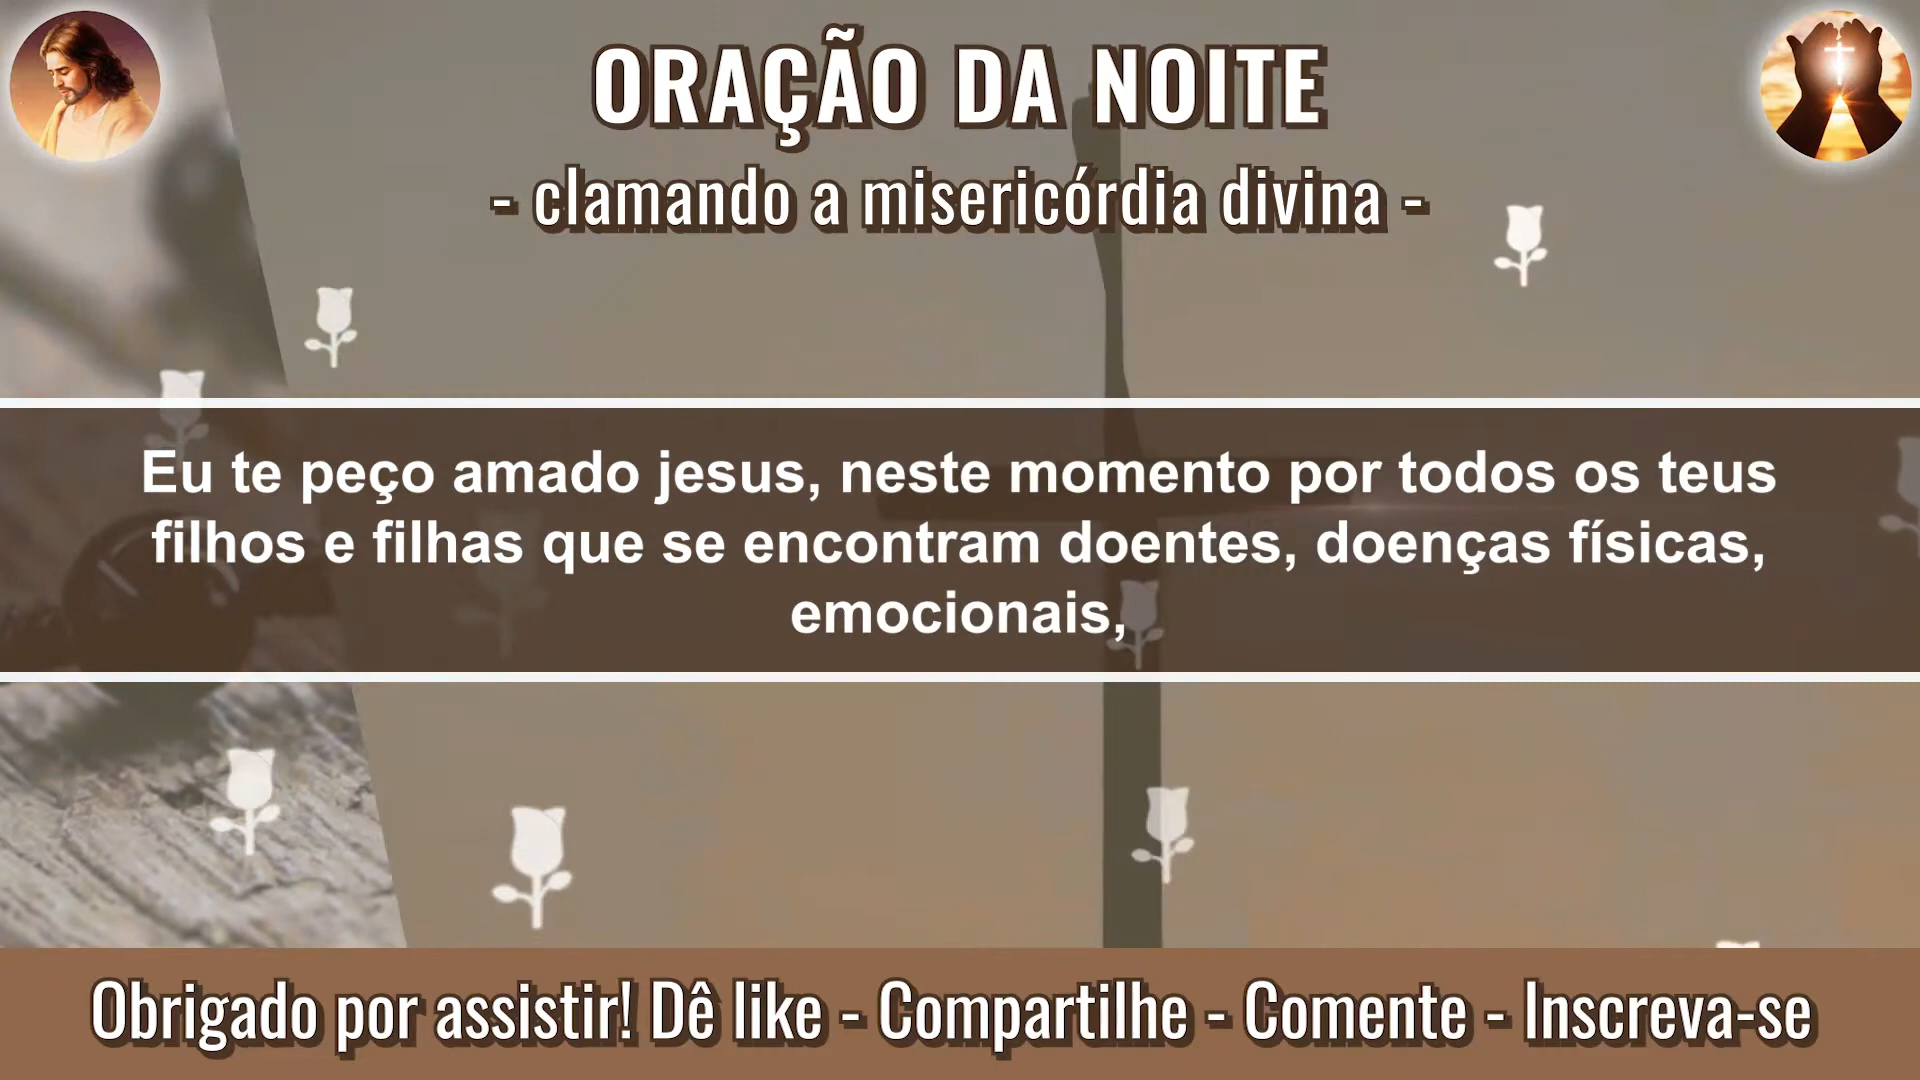 ORAÇÃO DA NOITE
- clamando a misericórdia divina -
Eu te peço amado jesus, neste momento por todos os teus
filhos e filhas que se encontram doentes, doenças físicas,
emocionais,
Obrigado por assistir! Dê like - Compartilhe - Comente - Inscreva-se